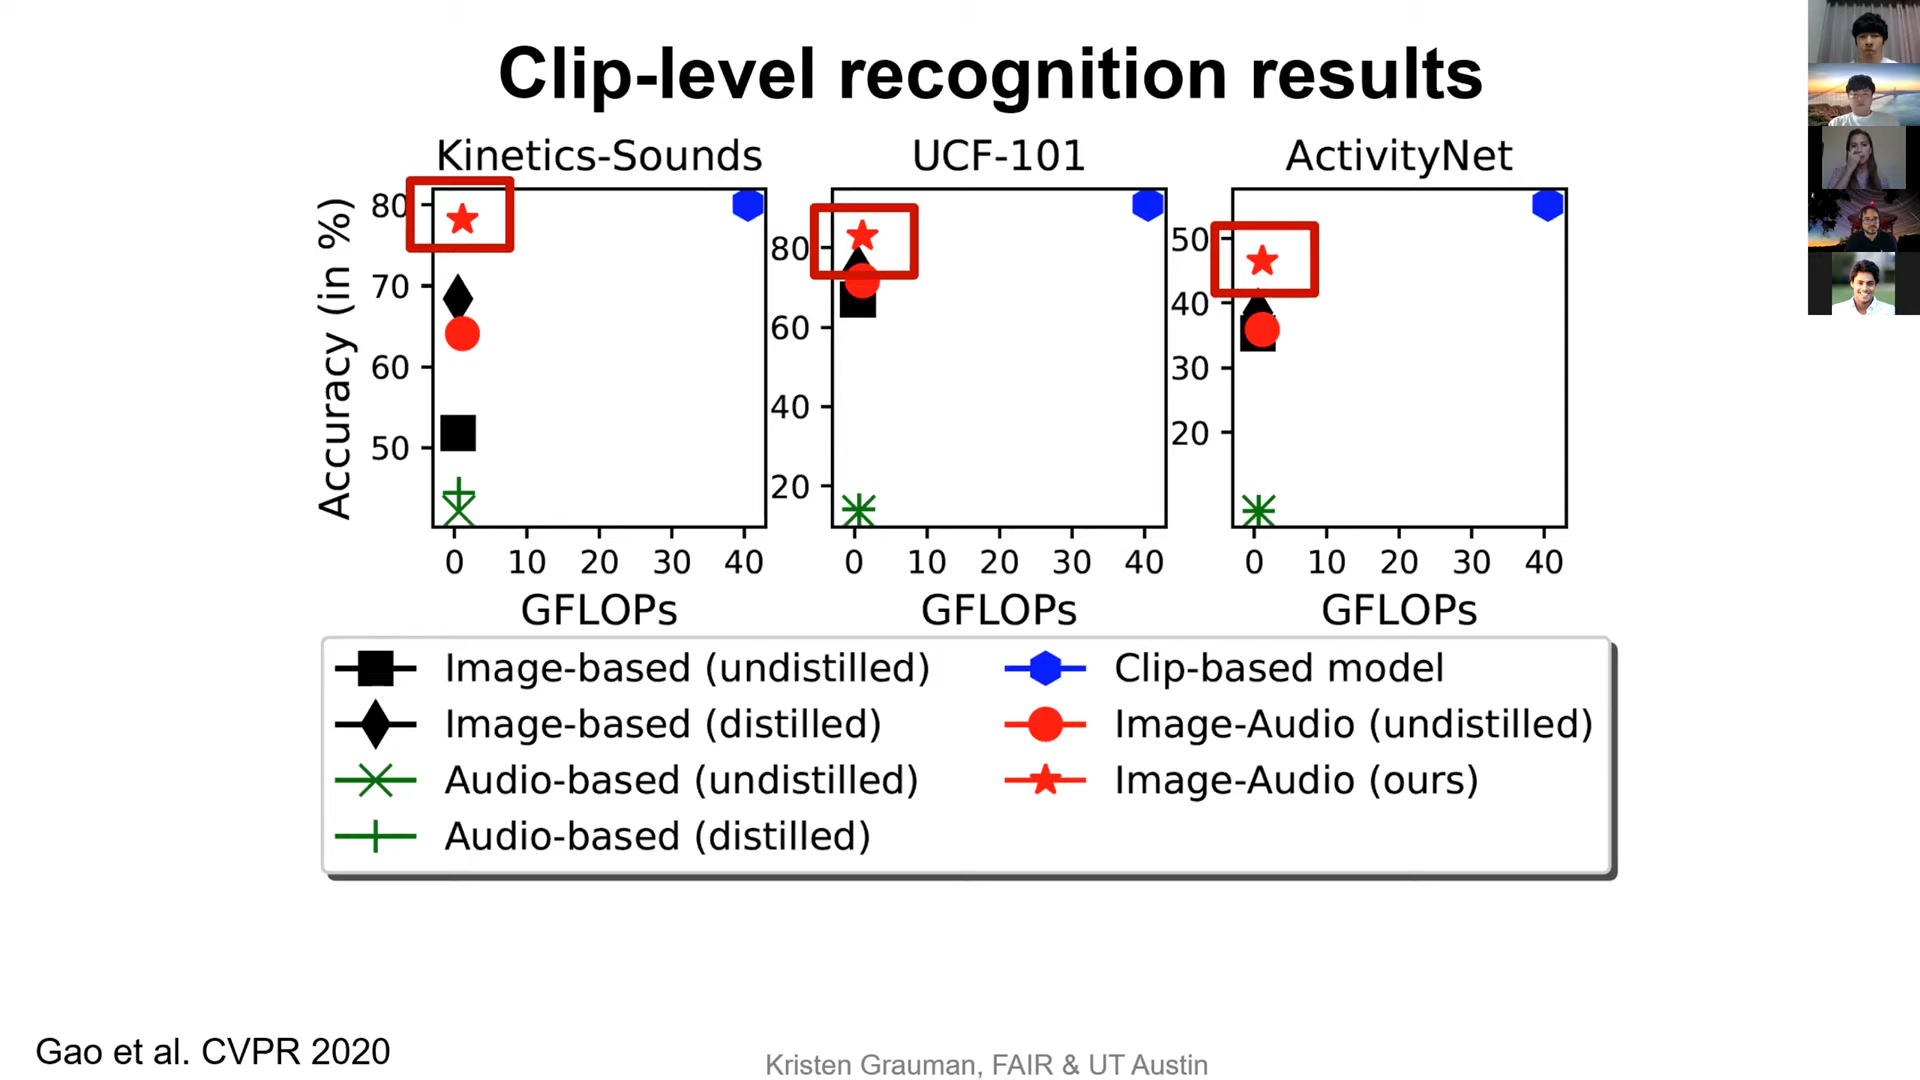 Clip-level recognition results
Kinetics-Sounds
UCF-101
ActivityNet
Accuracy (in %)
80
70
60
50
0 10 20 30 40
GFLOPs
80
60
40
20
0 10 20 30 40
GFLOPs
50
40
30
20
0 10 20 30 40
GFLOPs
Image-based (undistilled)
Image-based (distilled)
Audio-based (undistilled)
Audio-based (distilled)
Clip-based model
Image-Audio (undistilled)
Image-Audio (ours)
Gao et al. CVPR 2020
Kristen Grauman, FAIR & UT Austin